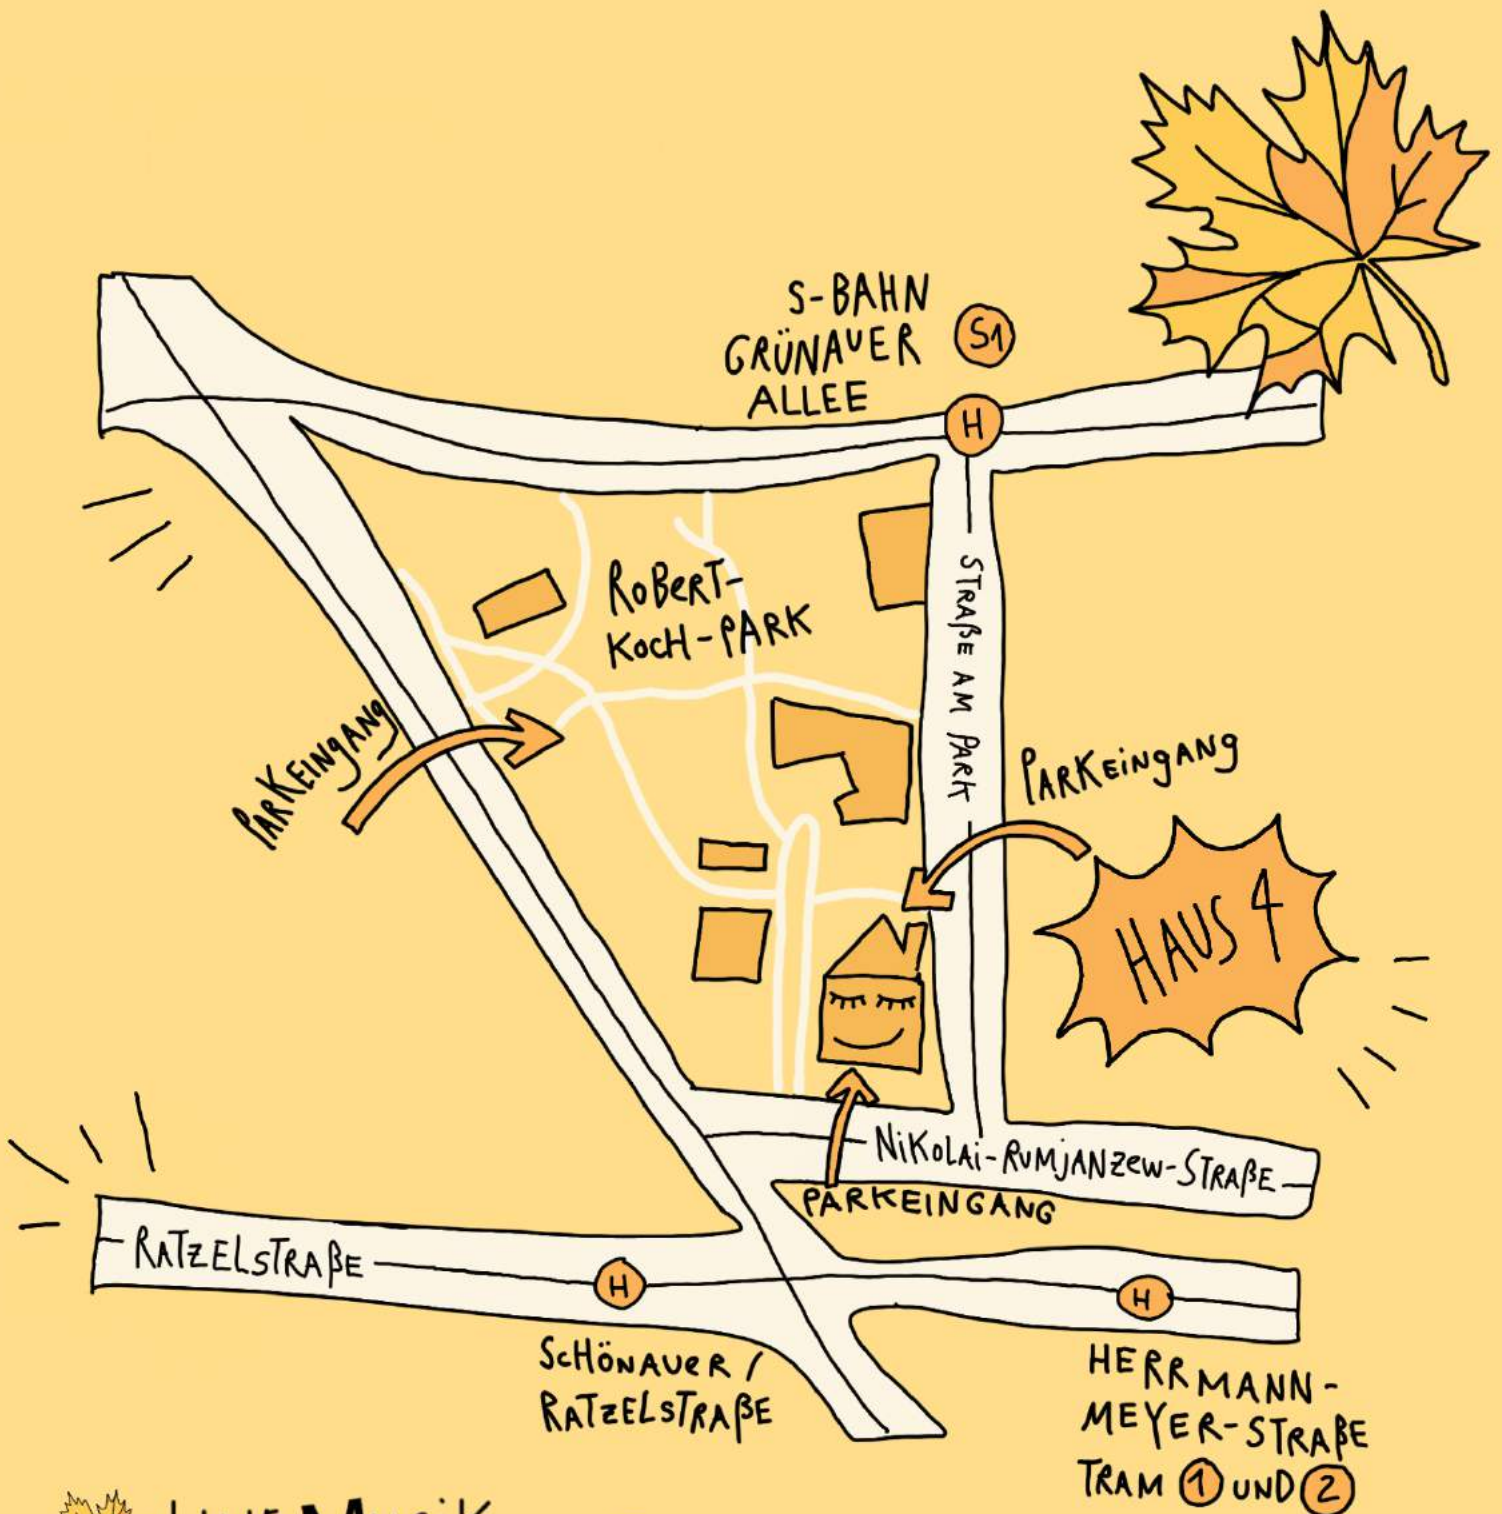 S-BAHN
GRÜNAUER
ALLEE
S1
H
ROBERT-
KOCH-PARK
STRAßE AM PARK
PARKEINGANG
PARKEINGANG
HAUS 4
NIKOLAI-RUMJANZEW-STRAßE
PARKEINGANG
RATZELSTRAßE
H
H
SCHÖNAUER /
RATZELSTRAßE
HERRMANN-
MEYER-STRAßE
TRAM 1 UND 2